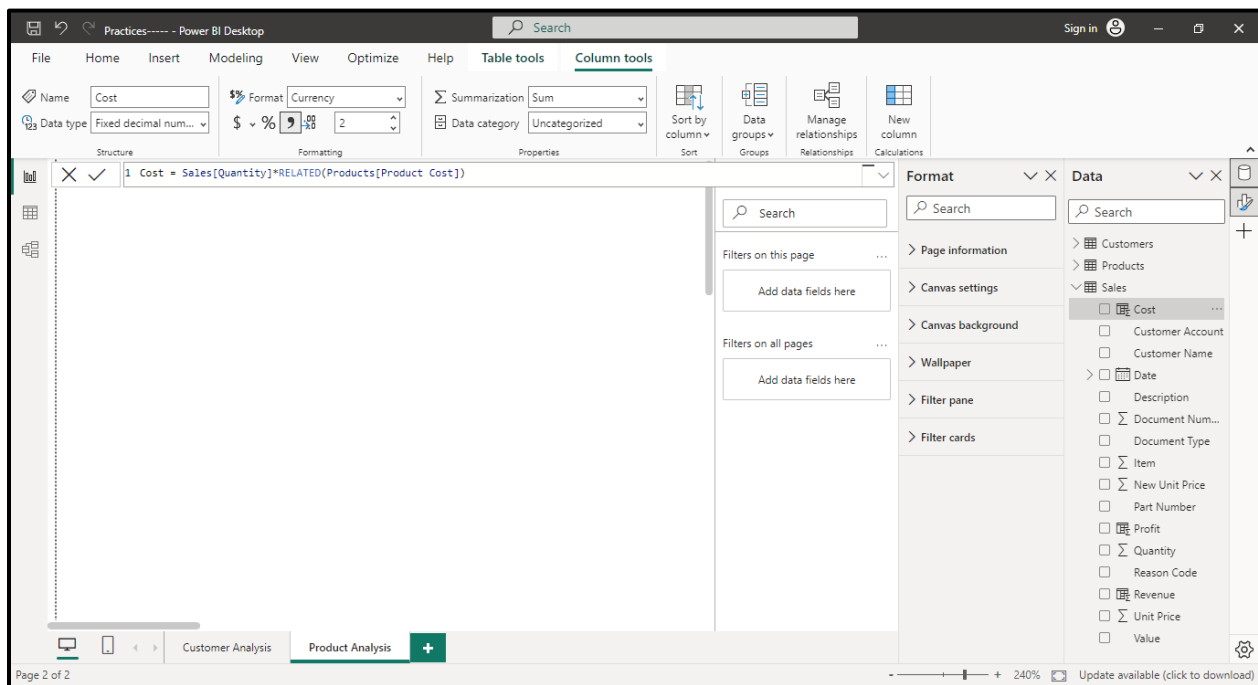 Practices----- - Power BI Desktop
Search
Sign in
File Home Insert Modeling View Optimize Help Table tools Column tools
Name Cost
Data type Fixed decimal num...
Structure
$% Format Currency
$ % 9 .00 2
Formatting
Summarization Sum
Data category Uncategorized
Properties
Sort by
column
Sort
Data
groups
Groups
Manage
relationships
Relationships
New
column
Calculations
1 Cost = Sales[Quantity]*RELATED(Products[Product Cost])
Search
Filters on this page ...
Add data fields here
Filters on all pages ...
Add data fields here
Format
Search
Page information
Canvas settings
Canvas background
Wallpaper
Filter pane
Filter cards
Data
Search
Customers
Products
Sales
Cost ...
Customer Account
Customer Name
Date
Description
Document Num...
Document Type
Item
New Unit Price
Part Number
Profit
Quantity
Reason Code
Revenue
Unit Price
Value
Customer Analysis Product Analysis +
Page 2 of 2
- + 240% Update available (click to download)